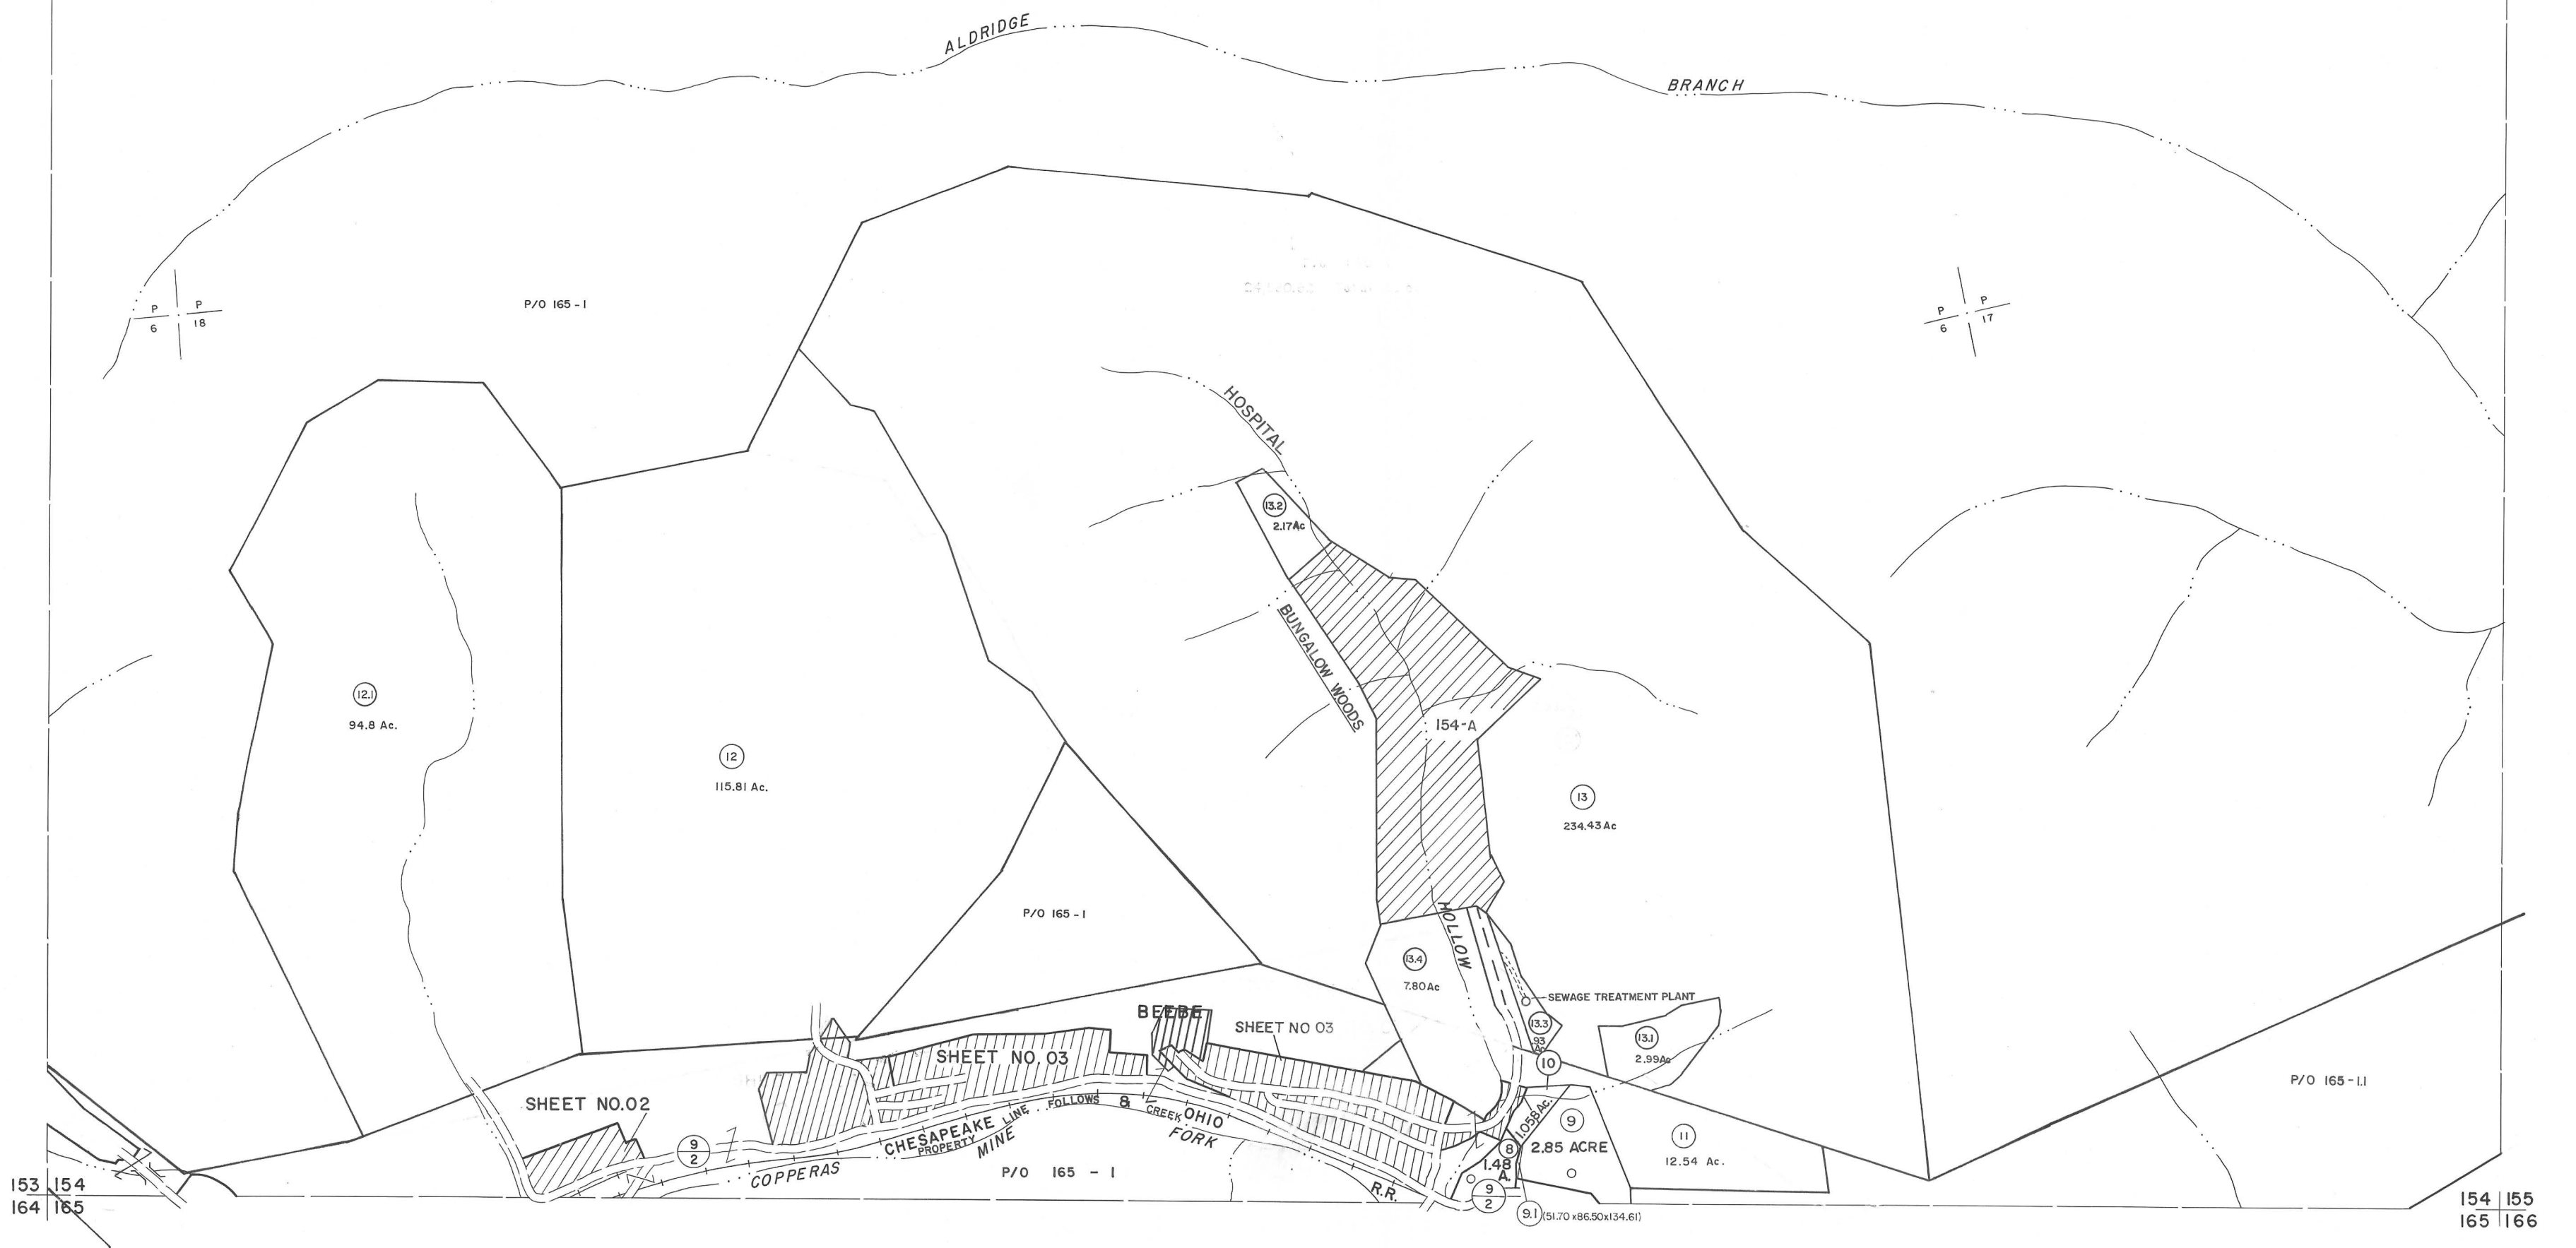 ALDRIDGE
BRANCH
P P
6 18
P/O 165-1
P P
6 17
HOSPITAL
13.2
2.17Ac
BUNGALOW WOODS
12.1
94.8 Ac.
154-A
12
115.81 Ac.
13
234.43 Ac
P/O 165-1
HOLLOW
13.4
7.80Ac
SEWAGE TREATMENT PLANT
BEEBE
SHEET NO 03
13.3
.93
Ac
13.1
2.99Ac
SHEET NO. 03
10
P/O 165-1.1
SHEET NO.02
FOLLOWS & CREEK OHIO
CHESAPEAKE LINE
PROPERTY MINE
FORK
1.05BAc.
9
2.85 ACRE
11
12.54 Ac.
9
2
8
1.48
A.
COPPERAS
P/O 165 - 1
R.R.
9
2
9.1 (51.70 x86.50x134.61)
153 154
164 165
154 155
165 166